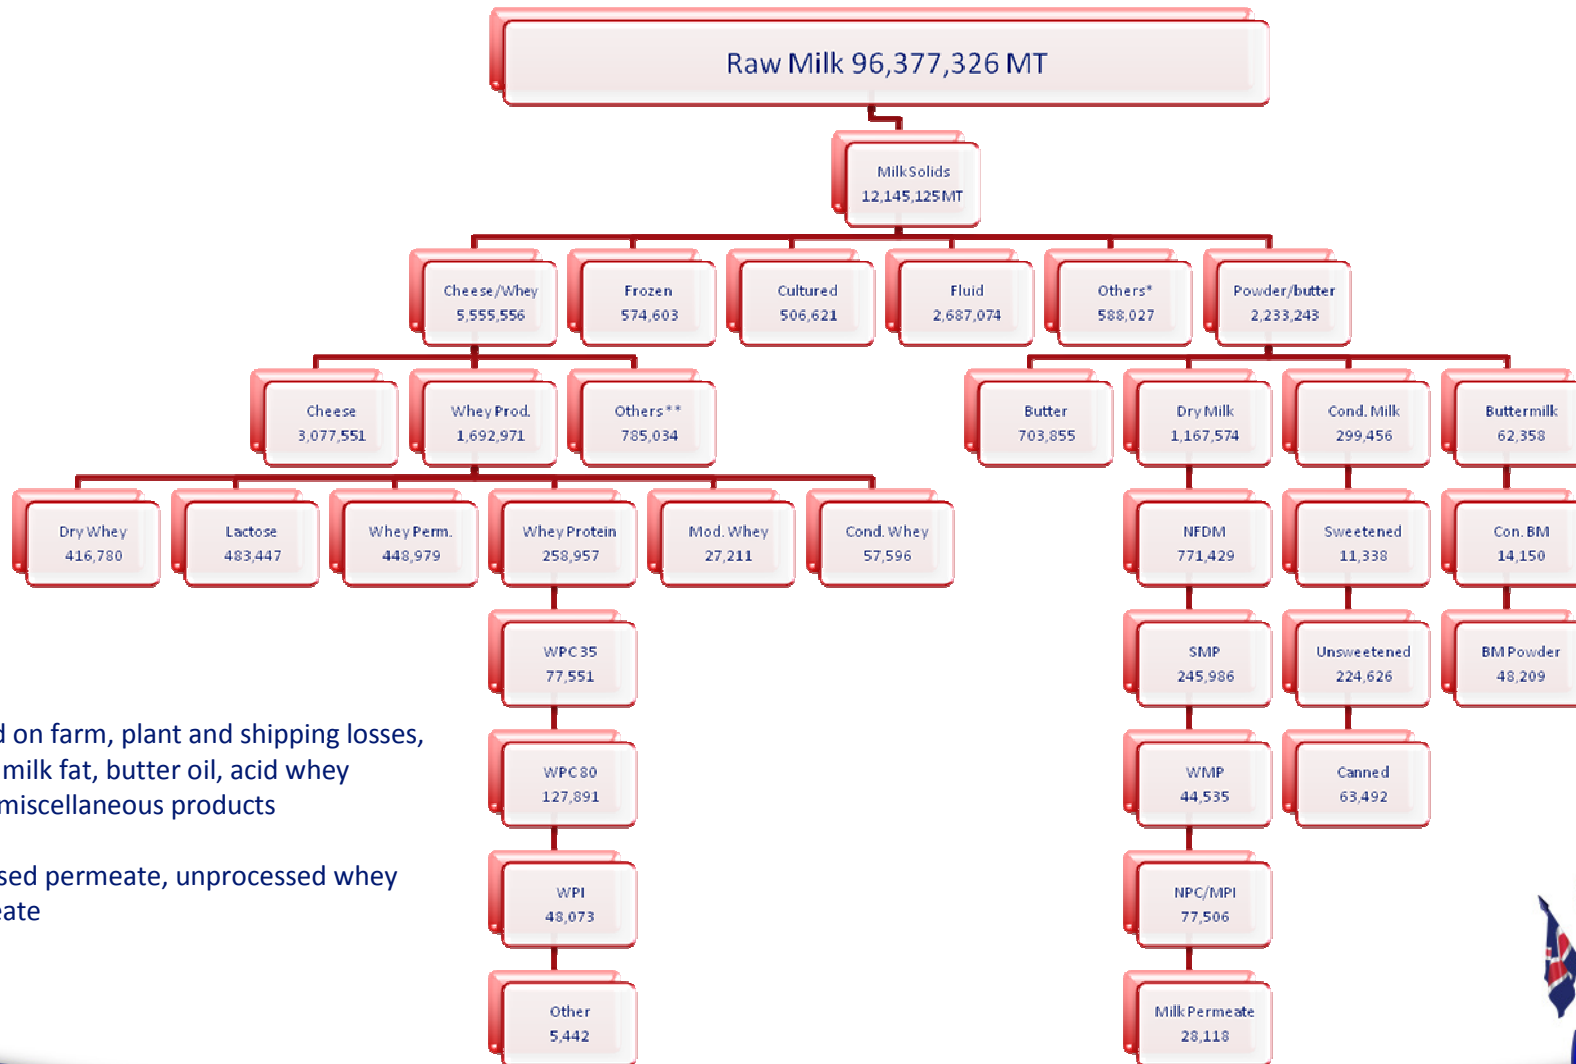 Raw Milk 96,377,326 MT
Milk Solids
12,145,125MT
Cheese/Whey
5,555,556
Frozen
574,603
Cultured
506,621
Fluid
2,687,074
Others*
588,027
Powder/butter
2,233,243
Cheese
3,077,551
Whey Prod.
1,692,971
Others**
785,034
Butter
703,855
Dry Milk
1,167,574
Cond. Milk
299,456
Buttermilk
62,358
Dry Whey
416,780
Lactose
483,447
Whey Perm.
448,979
Whey Protein
258,957
Mod. Whey
27,211
Cond. Whey
57,596
NFDM
771,429
Sweetened
11,338
Con. BM
14,150
WPC 35
77,551
SMP
245,986
Unsweetened
224,626
BM Powder
48,209
WPC 80
127,891
WMP
44,535
Canned
63,492
WPI
48,073
NPC/MPI
77,506
Other
5,442
Milk Permeate
28,118
on farm, plant and shipping losses,
milk fat, butter oil, acid whey
miscellaneous products
permeate, unprocessed whey